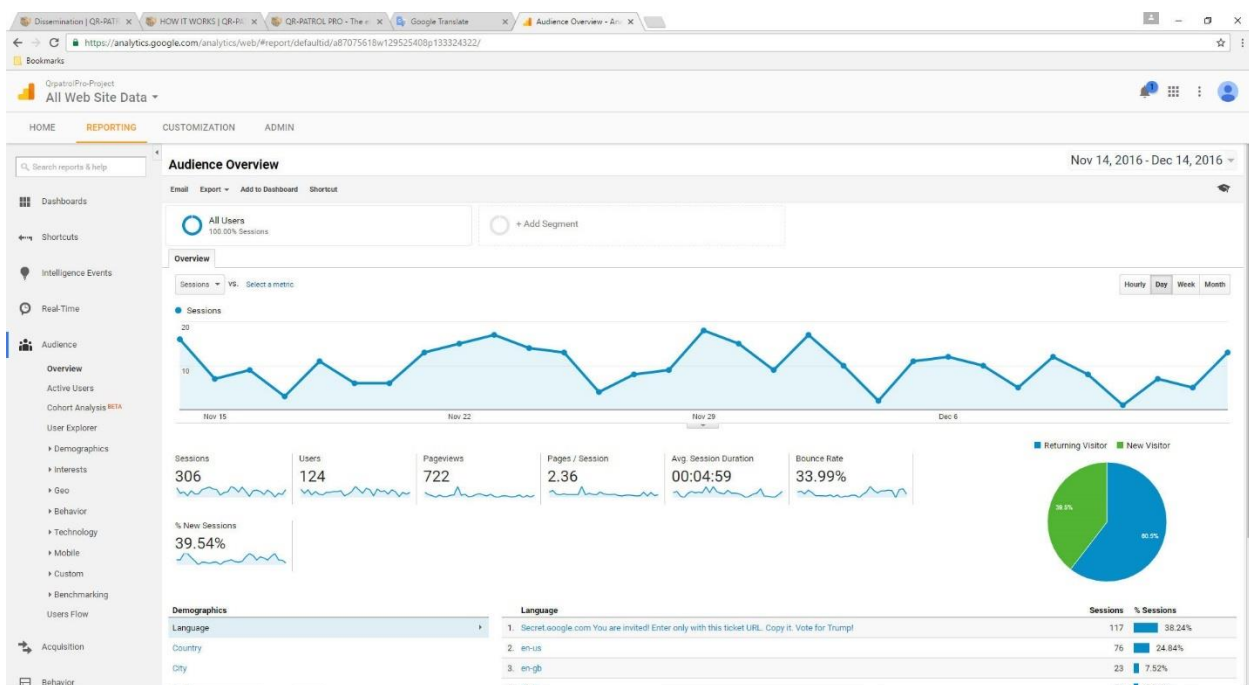 Dissemination | QR-PATR
HOW IT WORKS | QR-PA
QR-PATROL PRO - The e
Google Translate
Audience Overview - Ana
https://analytics.google.com/analytics/web/#report/defaultid/a87075618w129525408p133324322/
Bookmarks
QrpatrolPro-Project
All Web Site Data
1
HOME REPORTING CUSTOMIZATION ADMIN
Search reports & help
Audience Overview
Nov 14, 2016 - Dec 14, 2016
Email Export Add to Dashboard Shortcut
Dashboards
Shortcuts
Intelligence Events
Real-Time
Audience
Overview
Active Users
Cohort Analysis BETA
User Explorer
Demographics
Interests
Geo
Behavior
Technology
Mobile
Custom
Benchmarking
Users Flow
Acquisition
Behavior
All Users
100.00% Sessions
+ Add Segment
Overview
Sessions VS. Select a metric
Hourly Day Week Month
Sessions
20
10
Nov 15 Nov 22 Nov 29 Dec 6
Sessions
306
Users
124
Pageviews
722
Pages / Session
2.36
Avg. Session Duration
00:04:59
Bounce Rate
33.99%
% New Sessions
39.54%
Returning Visitor New Visitor
39.5%
60.5%
Demographics
Language
Country
City
Language Sessions % Sessions
1. Secret.ɢoogle.com You are invited! Enter only with this ticket URL. Copy it. Vote for Trump! 117 38.24%
2. en-us 76 24.84%
3. en-gb 23 7.52%